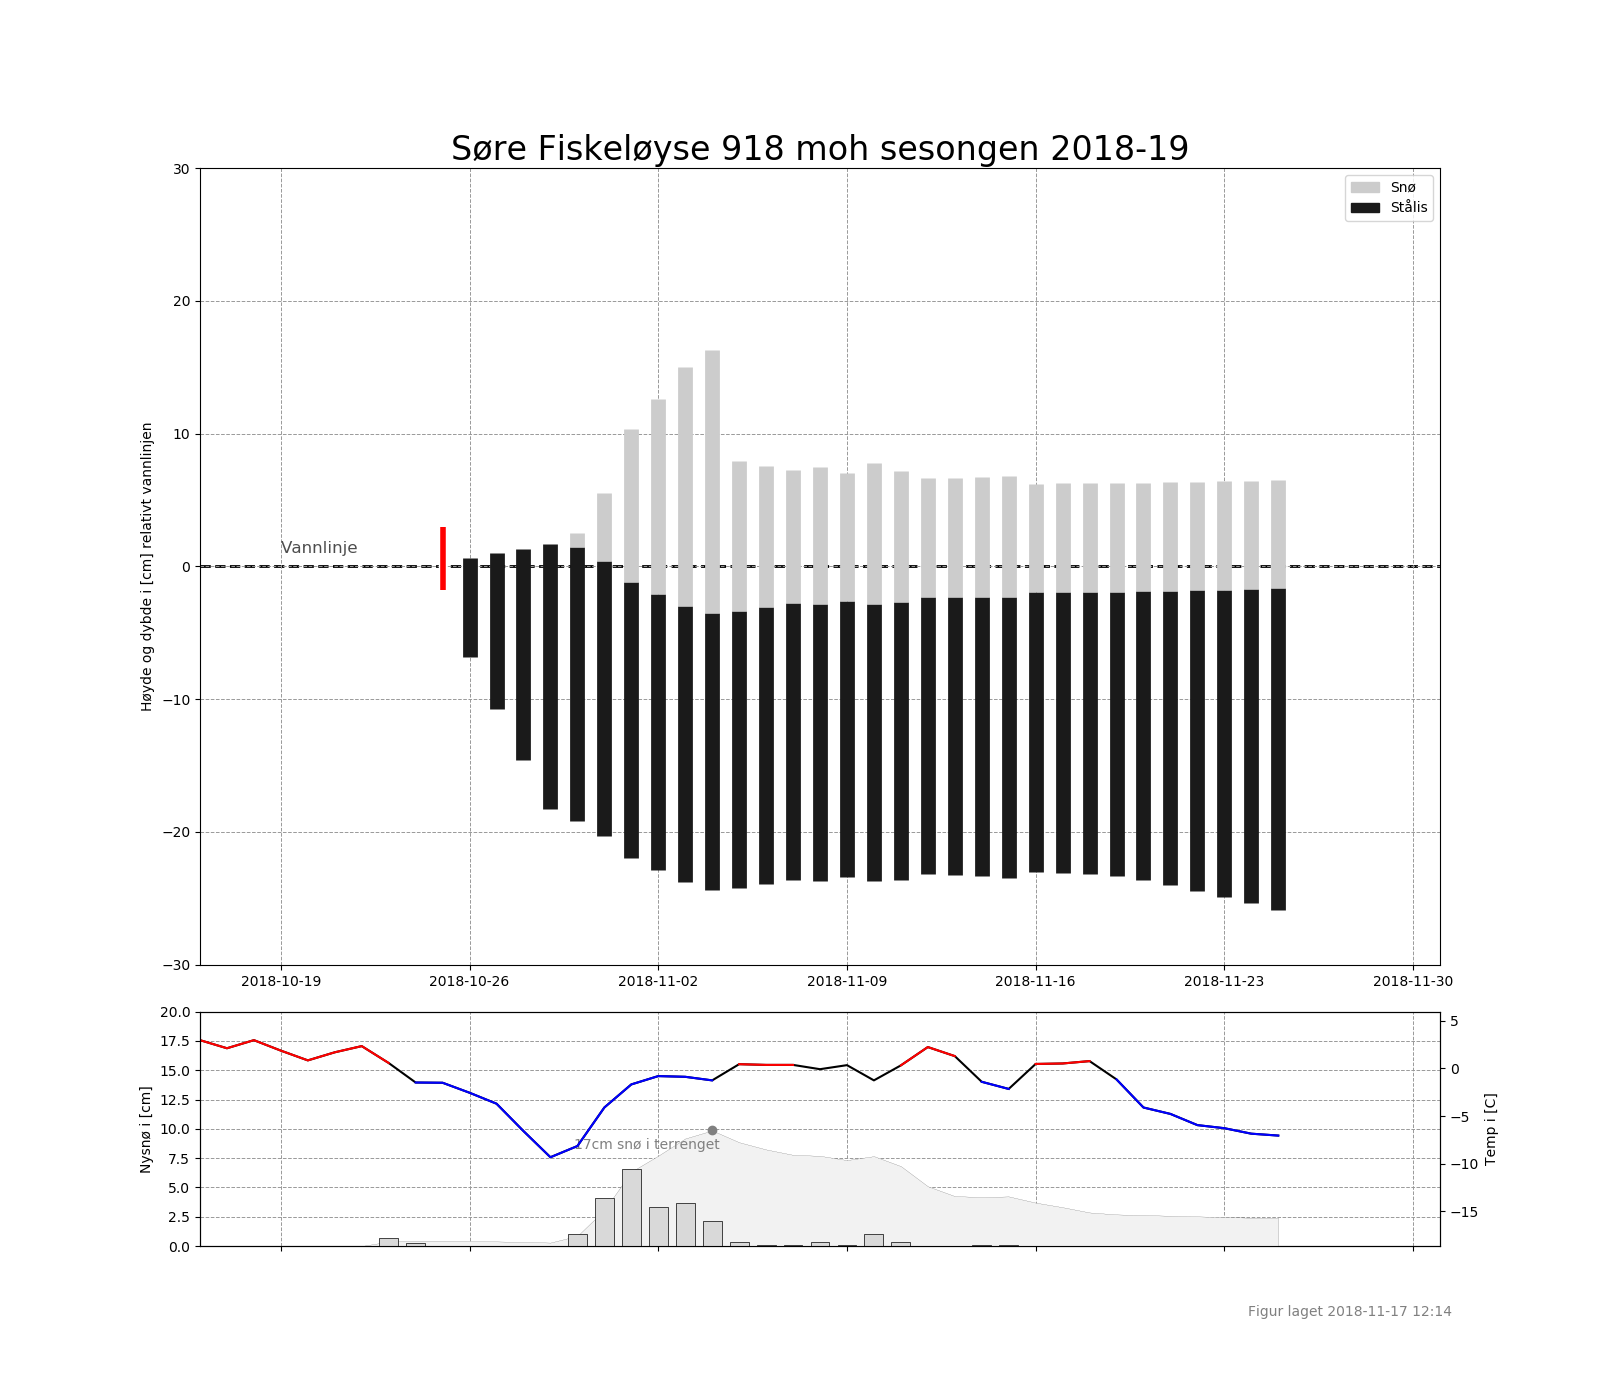 Søre Fiskeløyse 918 moh sesongen 2018-19
30
20
10
0
−10
−20
−30
Høyde og dybde i [cm] relativt vannlinjen
Snø
Stålis
Vannlinje
2018-10-19 2018-10-26 2018-11-02 2018-11-09 2018-11-16 2018-11-23 2018-11-30
20.0
17.5
15.0
12.5
10.0
7.5
5.0
2.5
0.0
Nysnø i [cm]
17cm snø i terrenget
5
0
−5
−10
−15
Temp i [C]
Figur laget 2018-11-17 12:14